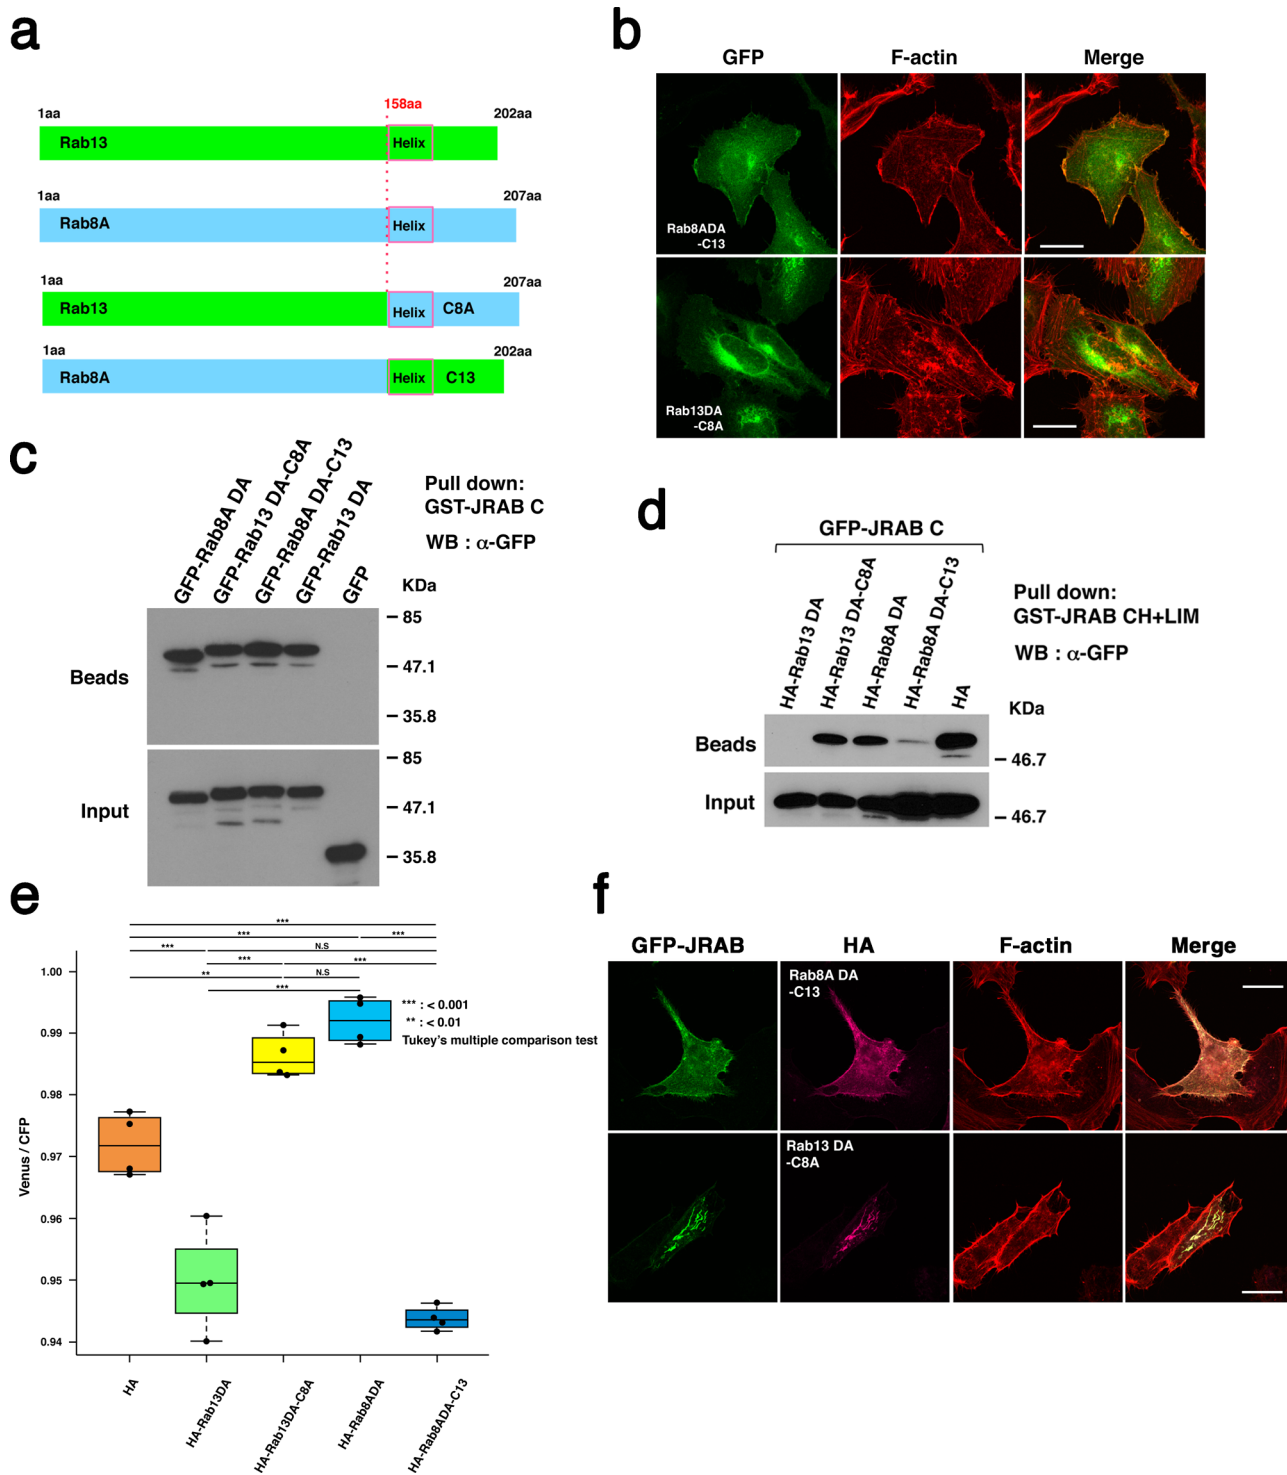 a
1aa
158aa
202aa
Rab13
Helix
1aa
207aa
Rab8A
Helix
1aa
207aa
Rab13
Helix
C8A
1aa
202aa
Rab8A
Helix
C13
b
GFP
F-actin
Merge
Rab8ADA
-C13
Rab13DA
-C8A
c
GFP-Rab8A DA
GFP-Rab13 DA-C8A
GFP-Rab8A DA-C13
GFP-Rab13 DA
GFP
Pull down:
GST-JRAB C
WB : α-GFP
KDa
85
47.1
35.8
Beads
85
47.1
35.8
Input
d
GFP-JRAB C
HA-Rab13 DA
HA-Rab13 DA-C8A
HA-Rab8A DA
HA-Rab8A DA-C13
HA
Pull down:
GST-JRAB CH+LIM
WB : α-GFP
KDa
Beads
46.7
Input
46.7
e
***
*** ***
*** N.S
*** ***
** N.S
***
*** : < 0.001
** : < 0.01
Tukey's multiple comparison test
Venus / CFP
1.00
0.99
0.98
0.97
0.96
0.95
0.94
HA
HA-Rab13DA
HA-Rab13DA-C8A
HA-Rab8ADA
HA-Rab8ADA-C13
f
GFP-JRAB
HA
F-actin
Merge
Rab8A DA
-C13
Rab13 DA
-C8A